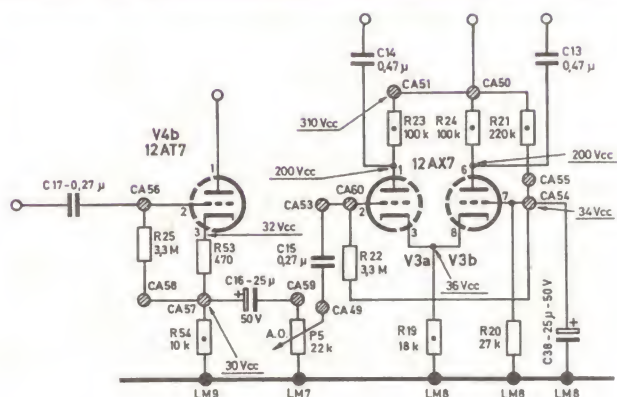 C14
0,47 μ
C13
0,47 μ
CA51
CA50
310 Vcc
R23
100 k
R24
100 k
R21
220 k
V4b
12AT7
1
200 Vcc
1
12AX7
6
200 Vcc
C17-0,27 μ
CA56
CA53
CA60
CA55
CA54
2
2
7
34 Vcc
3
32 Vcc
3
8
R25
3,3 M
R53
470
C15
0,27 μ
R22
3,3 M
V3a
V3b
C16-25 μ
36 Vcc
CA58
CA57
+
50 V
CA59
CA49
A.O.
P5
22 k
R54
10 k
R19
18 k
R20
27 k
+
C38-25μ-50V
30 Vcc
LM9
LM7
LM8
LM8
LM8